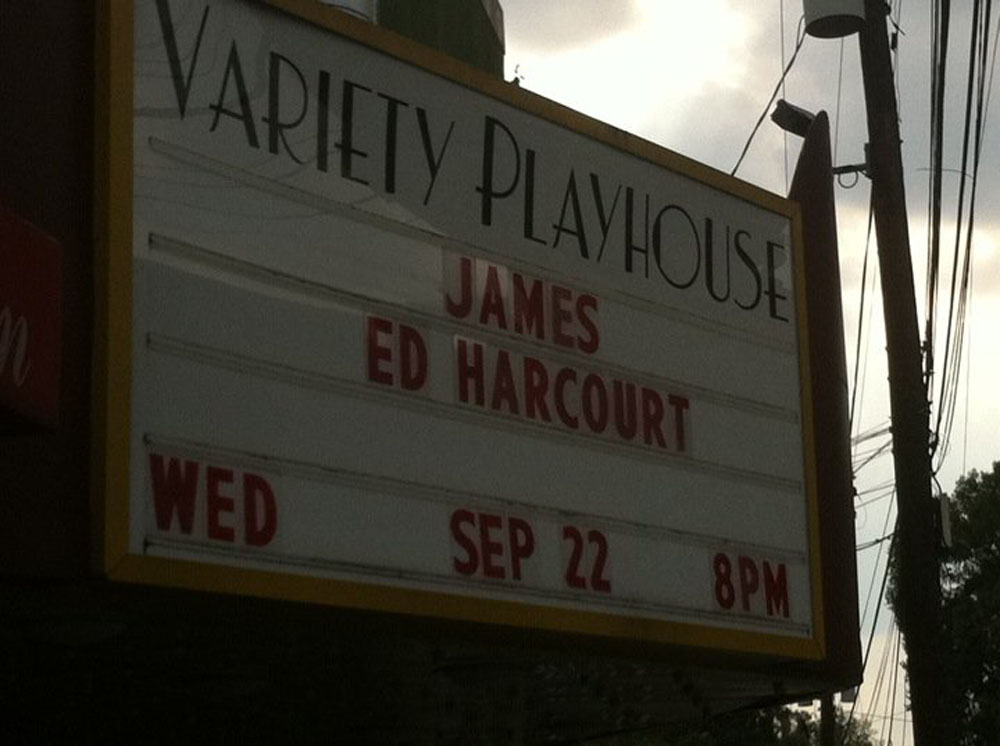 VARIETY PLAYHOUSE
JAMES
ED HARCOURT
WED SEP 22 8PM